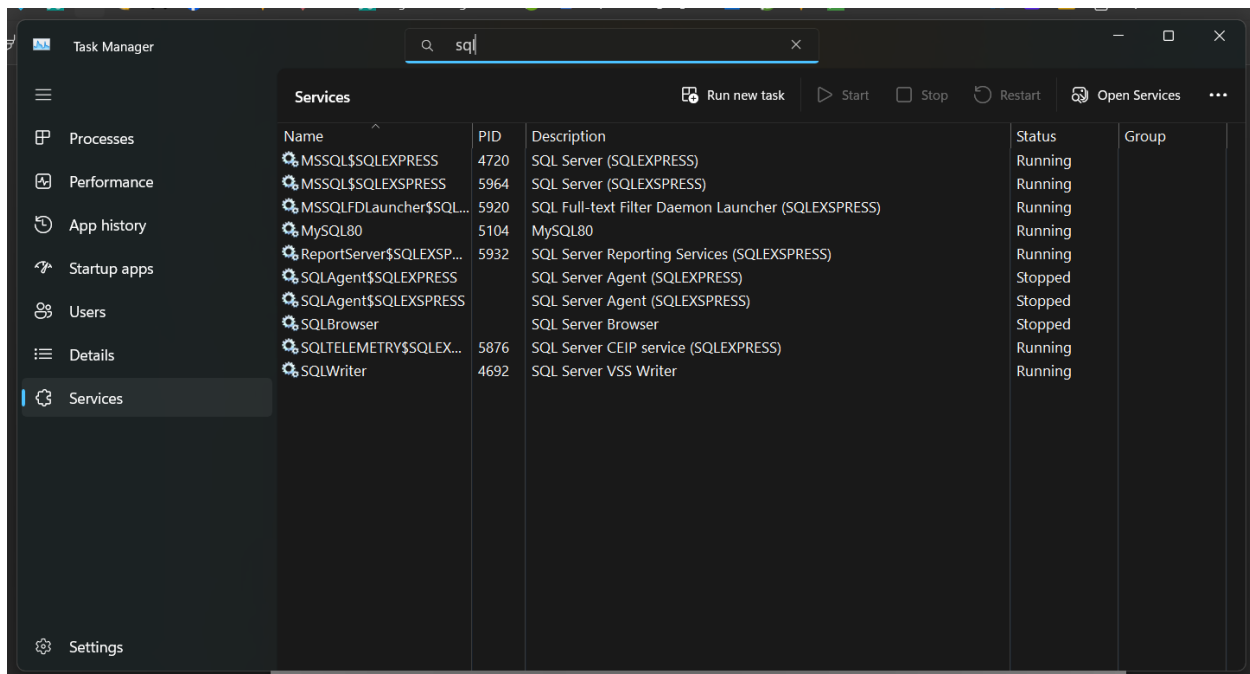 Task Manager
sql
Services
Run new task
Start
Stop
Restart
Open Services
Processes
Performance
App history
Startup apps
Users
Details
Services
Settings
Name PID Description Status Group
MSSQL$SQLEXPRESS 4720 SQL Server (SQLEXPRESS) Running
MSSQL$SQLEXSPRESS 5964 SQL Server (SQLEXSPRESS) Running
MSSQLFDLauncher$SQL... 5920 SQL Full-text Filter Daemon Launcher (SQLEXSPRESS) Running
MySQL80 5104 MySQL80 Running
ReportServer$SQLEXSP... 5932 SQL Server Reporting Services (SQLEXSPRESS) Running
SQLAgent$SQLEXPRESS SQL Server Agent (SQLEXPRESS) Stopped
SQLAgent$SQLEXSPRESS SQL Server Agent (SQLEXSPRESS) Stopped
SQLBrowser SQL Server Browser Stopped
SQLTELEMETRY$SQLEX... 5876 SQL Server CEIP service (SQLEXPRESS) Running
SQLWriter 4692 SQL Server VSS Writer Running